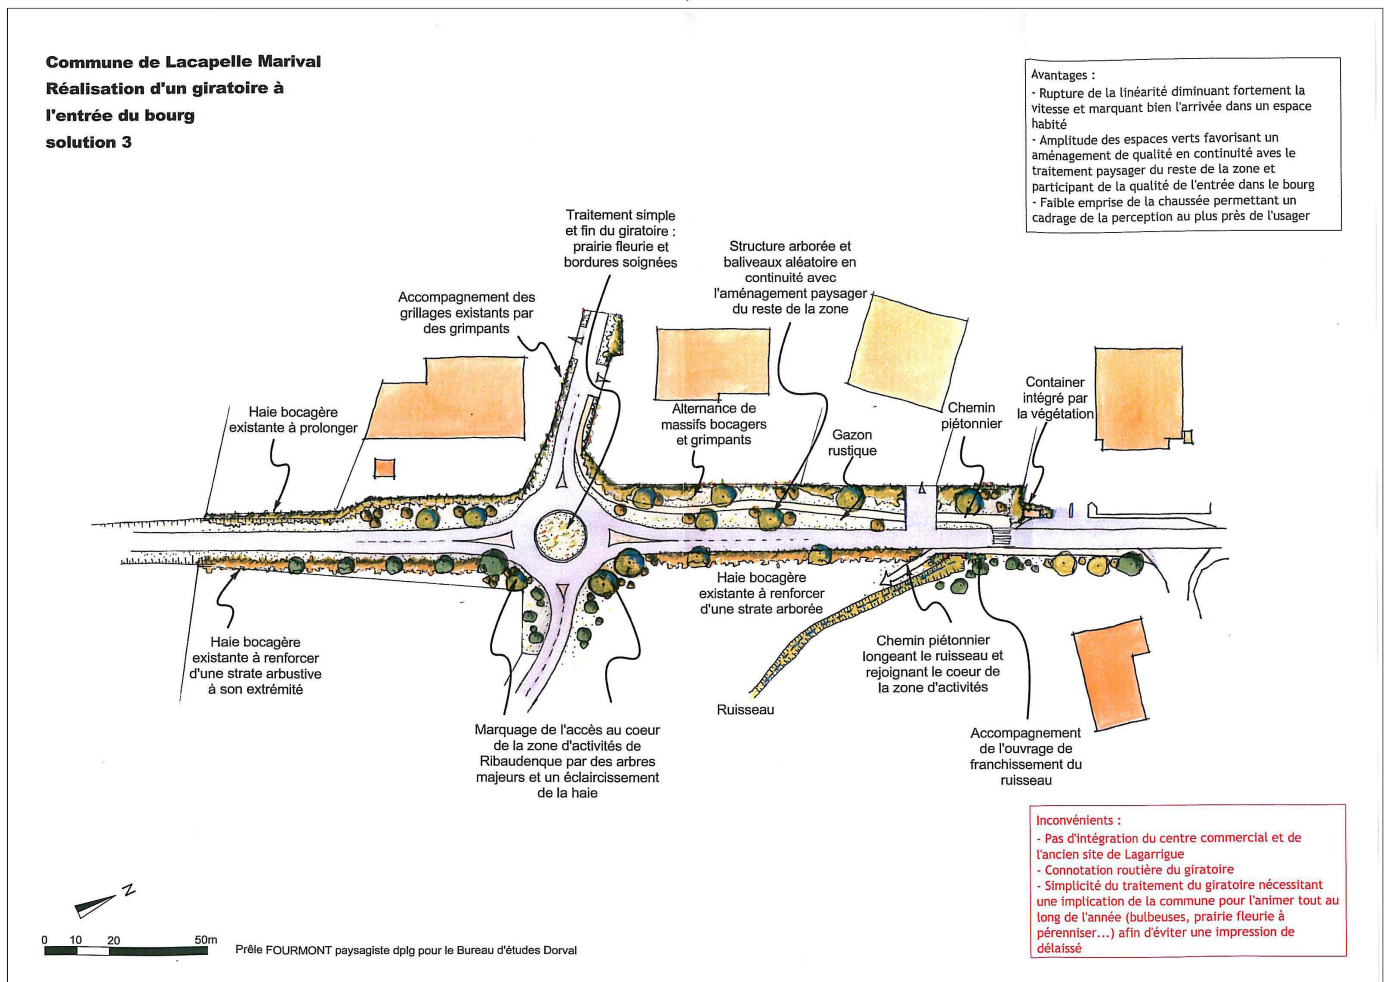 Commune de Lacapelle Marival
Réalisation d'un giratoire à
l'entrée du bourg
solution 3
Avantages :
- Rupture de la linéarité diminuant fortement la
vitesse et marquant bien l'arrivée dans un espace
habité
- Amplitude des espaces verts favorisant un
aménagement de qualité en continuité aves le
traitement paysager du reste de la zone et
participant de la qualité de l'entrée dans le bourg
- Faible emprise de la chaussée permettant un
cadrage de la perception au plus près de l'usager
Traitement simple
et fin du giratoire :
prairie fleurie et
bordures soignées
Structure arborée et
baliveaux aléatoire en
continuité avec
l'aménagement paysager
du reste de la zone
Accompagnement des
grillages existants par
des grimpants
Haie bocagère
existante à prolonger
Alternance de
massifs bocagers
et grimpants
Gazon
rustique
Chemin
piétonnier
Container
intégré par
la végétation
Haie bocagère
existante à renforcer
d'une strate arbustive
à son extrémité
Haie bocagère
existante à renforcer
d'une strate arborée
Chemin piétonnier
longeant le ruisseau et
rejoignant le coeur de
la zone d'activités
Ruisseau
Marquage de l'accès au coeur
de la zone d'activités de
Ribaudenque par des arbres
majeurs et un éclaircissement
de la haie
Accompagnement
de l'ouvrage de
franchissement du
ruisseau
Inconvénients :
- Pas d'intégration du centre commercial et de
l'ancien site de Lagarrigue
- Connotation routière du giratoire
- Simplicité du traitement du giratoire nécessitant
une implication de la commune pour l'animer tout au
long de l'année (bulbeuses, prairie fleurie à
pérenniser...) afin d'éviter une impression de
délaissé
N
0 10 20 50m
Prêle FOURMONT paysagiste dplg pour le Bureau d'études Dorval